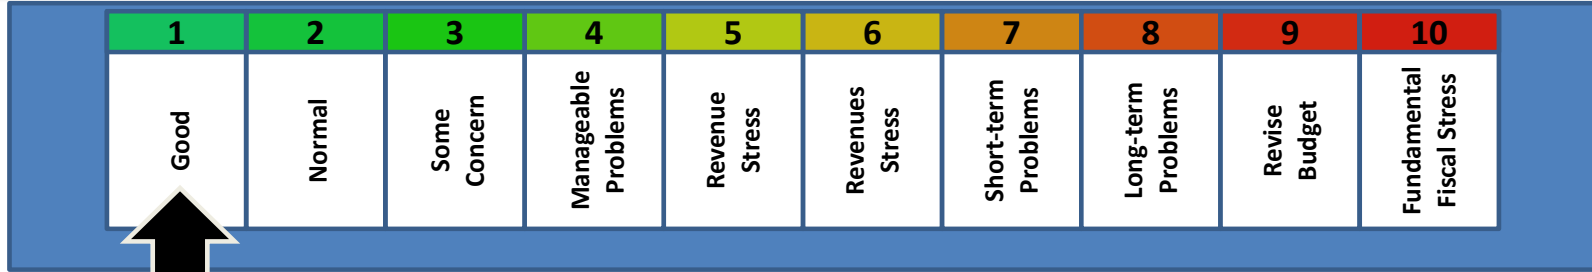 1 2 3 4 5 6 7 8 9 10
Good
Normal
Some
Concern
Manageable
Problems
Revenue
Stress
Revenues
Stress
Short-term
Problems
Long-term
Problems
Revise
Budget
Fundamental
Fiscal Stress